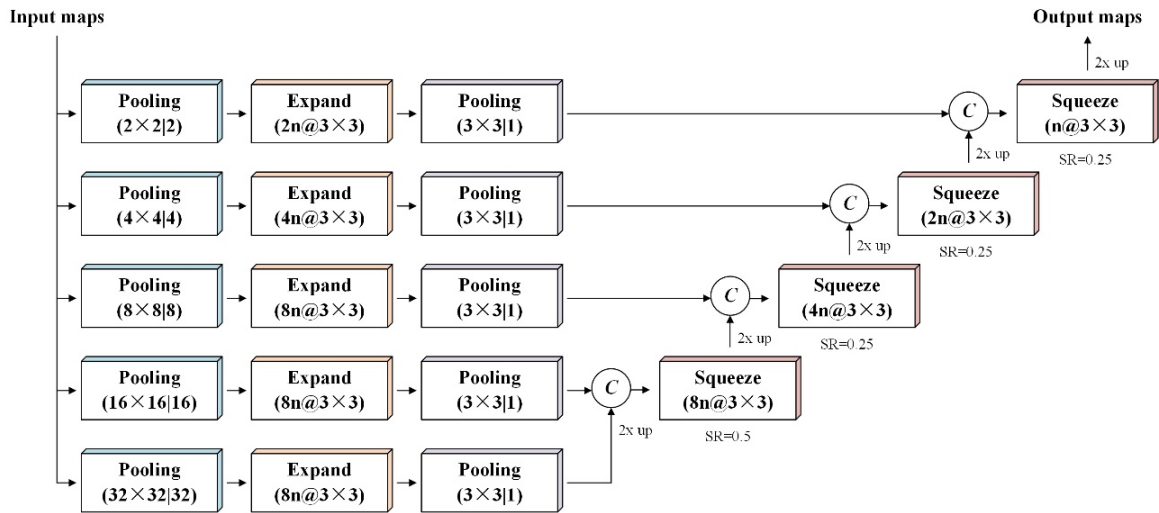 Input maps
Output maps
2x up
Pooling
(2×2|2)
Expand
(2n@3×3)
Pooling
(3×3|1)
C
Squeeze
(n@3×3)
SR=0.25
2x up
Pooling
(4×4|4)
Expand
(4n@3×3)
Pooling
(3×3|1)
C
Squeeze
(2n@3×3)
SR=0.25
2x up
Pooling
(8×8|8)
Expand
(8n@3×3)
Pooling
(3×3|1)
C
Squeeze
(4n@3×3)
SR=0.25
2x up
Pooling
(16×16|16)
Expand
(8n@3×3)
Pooling
(3×3|1)
C
Squeeze
(8n@3×3)
SR=0.5
2x up
Pooling
(32×32|32)
Expand
(8n@3×3)
Pooling
(3×3|1)